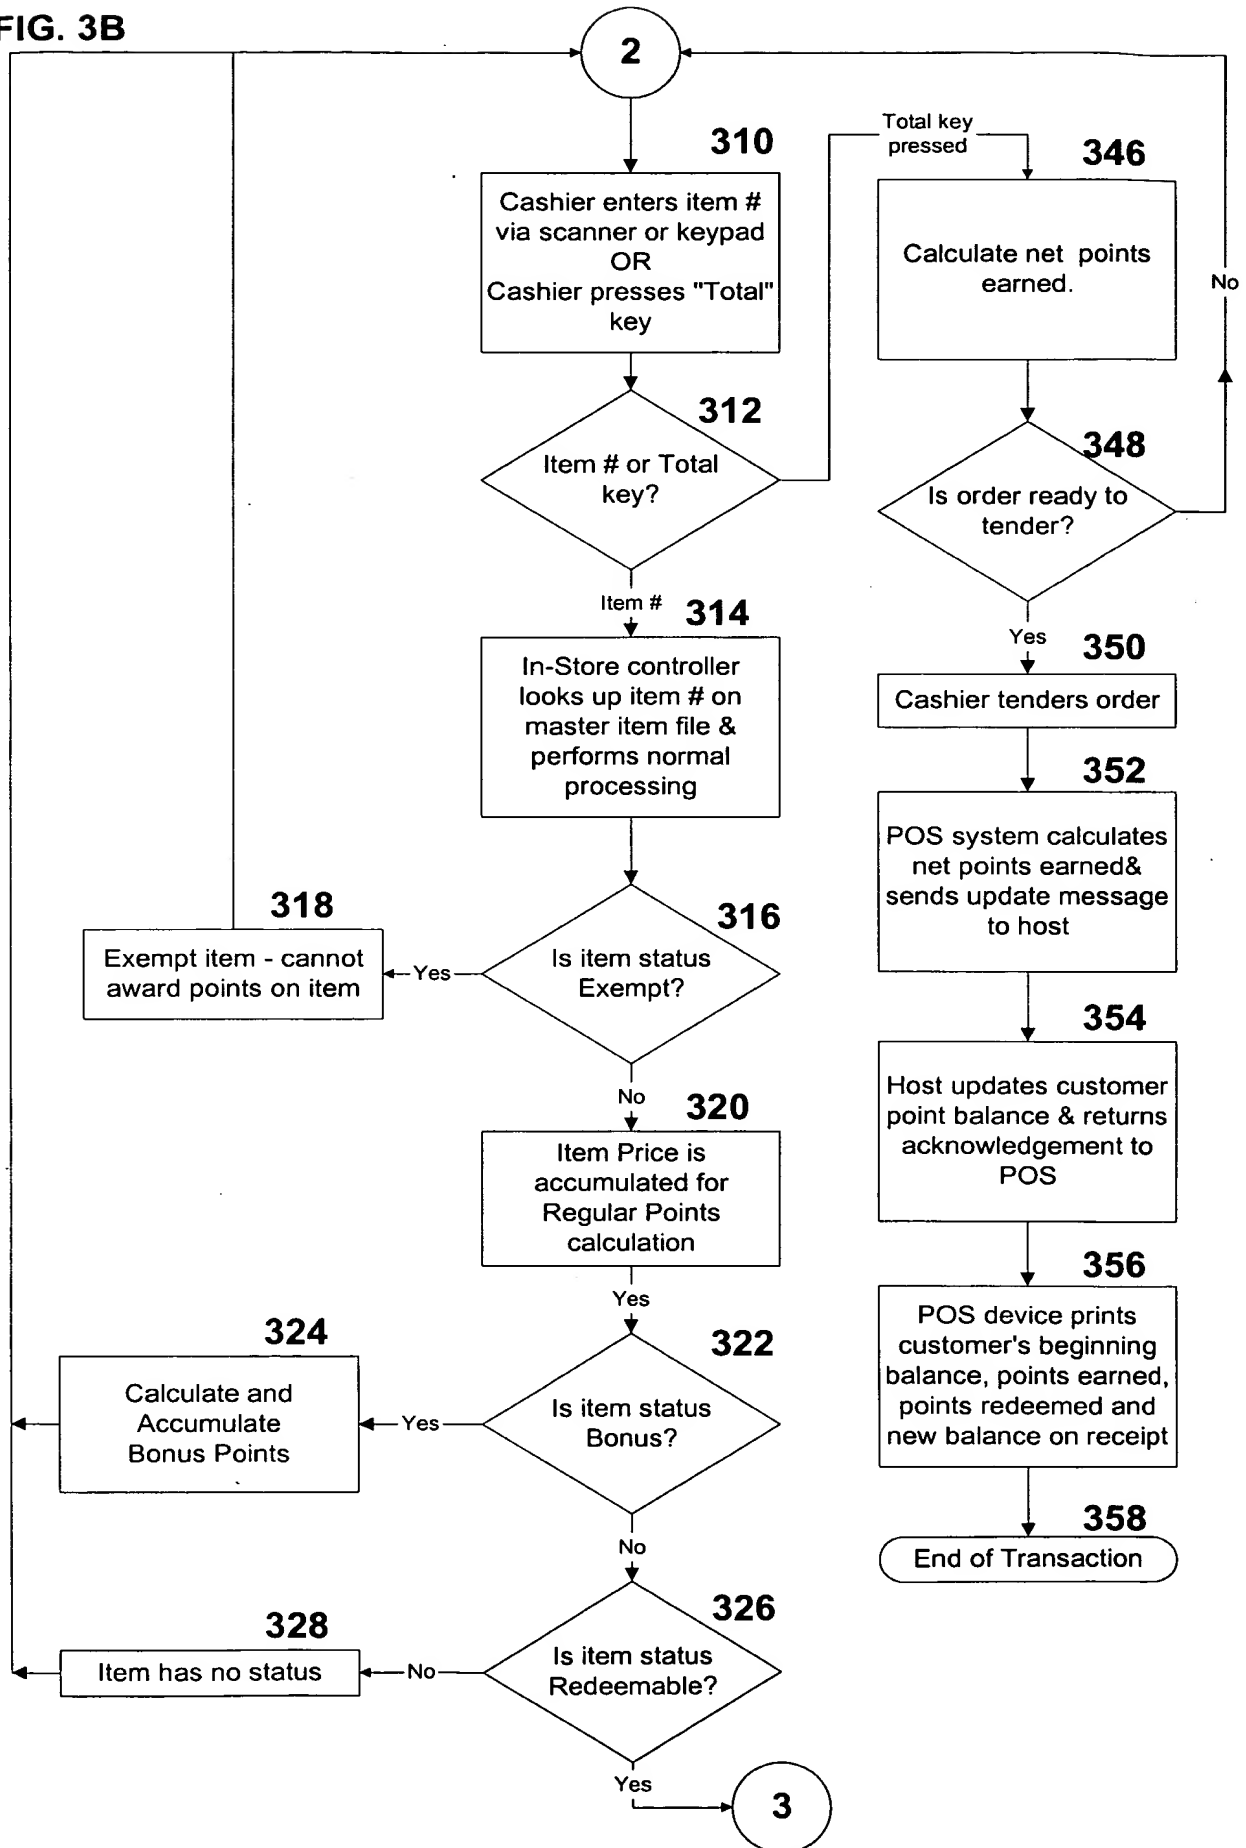 FIG. 3B
2
310
Cashier enters item #
via scanner or keypad
OR
Cashier presses "Total"
key
312
Item # or Total
key?
Item #
314
In-Store controller
looks up item # on
master item file &
performs normal
processing
316
Is item status
Exempt?
Yes
318
Exempt item - cannot
award points on item
No
320
Item Price is
accumulated for
Regular Points
calculation
Yes
322
Is item status
Bonus?
Yes
324
Calculate and
Accumulate
Bonus Points
No
326
Is item status
Redeemable?
No
328
Item has no status
Yes
3
Total key
pressed
346
Calculate net points
earned.
348
Is order ready to
tender?
No
Yes
350
Cashier tenders order
352
POS system calculates
net points earned&
sends update message
to host
354
Host updates customer
point balance & returns
acknowledgement to
POS
356
POS device prints
customer's beginning
balance, points earned,
points redeemed and
new balance on receipt
358
End of Transaction